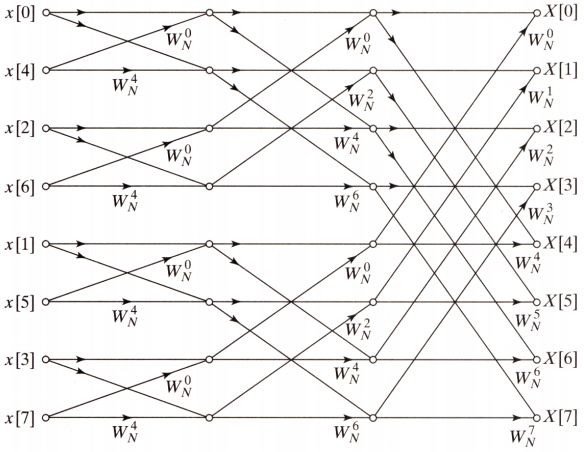 x[0] X[0]
W_N^0 W_N^0 W_N^0
x[4] X[1]
W_N^4 W_N^2 W_N^1
x[2] X[2]
W_N^0 W_N^4 W_N^2
x[6] X[3]
W_N^4 W_N^6 W_N^3
x[1] X[4]
W_N^0 W_N^0 W_N^4
x[5] X[5]
W_N^4 W_N^2 W_N^5
x[3] X[6]
W_N^0 W_N^4 W_N^6
x[7] X[7]
W_N^4 W_N^6 W_N^7